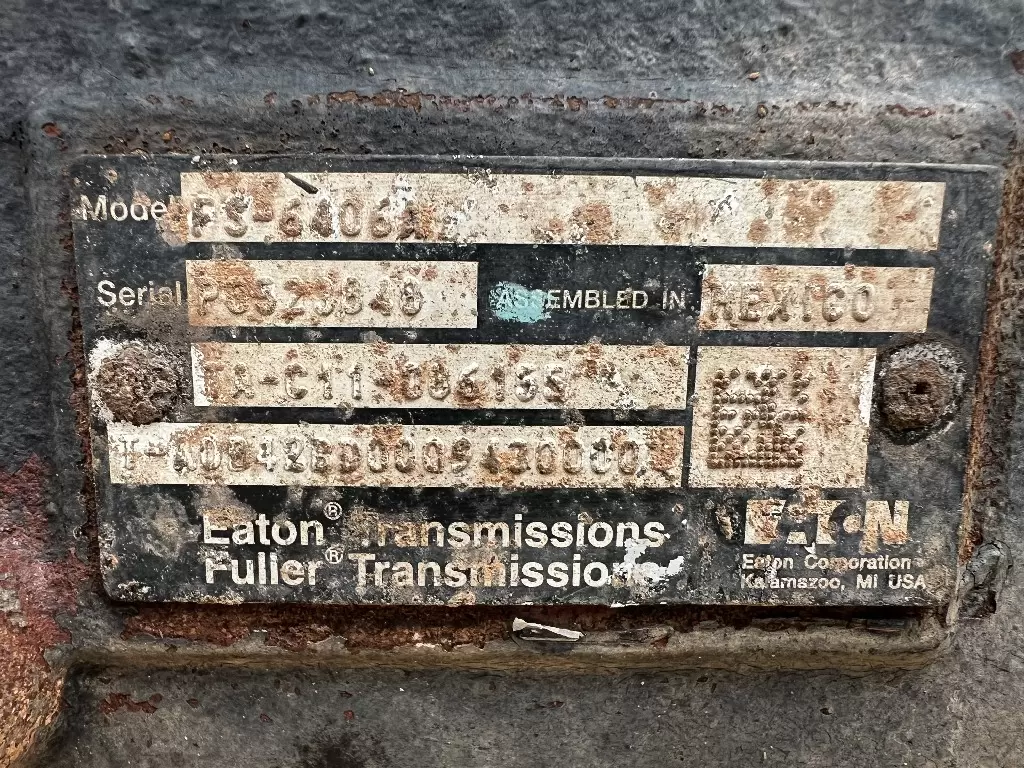 Model FS-6406A
Serial ASSEMBLED IN MEXICO
Eaton® Transmissions
Fuller® Transmissions
EATON
Eaton Corporation
Kalamazoo, MI USA